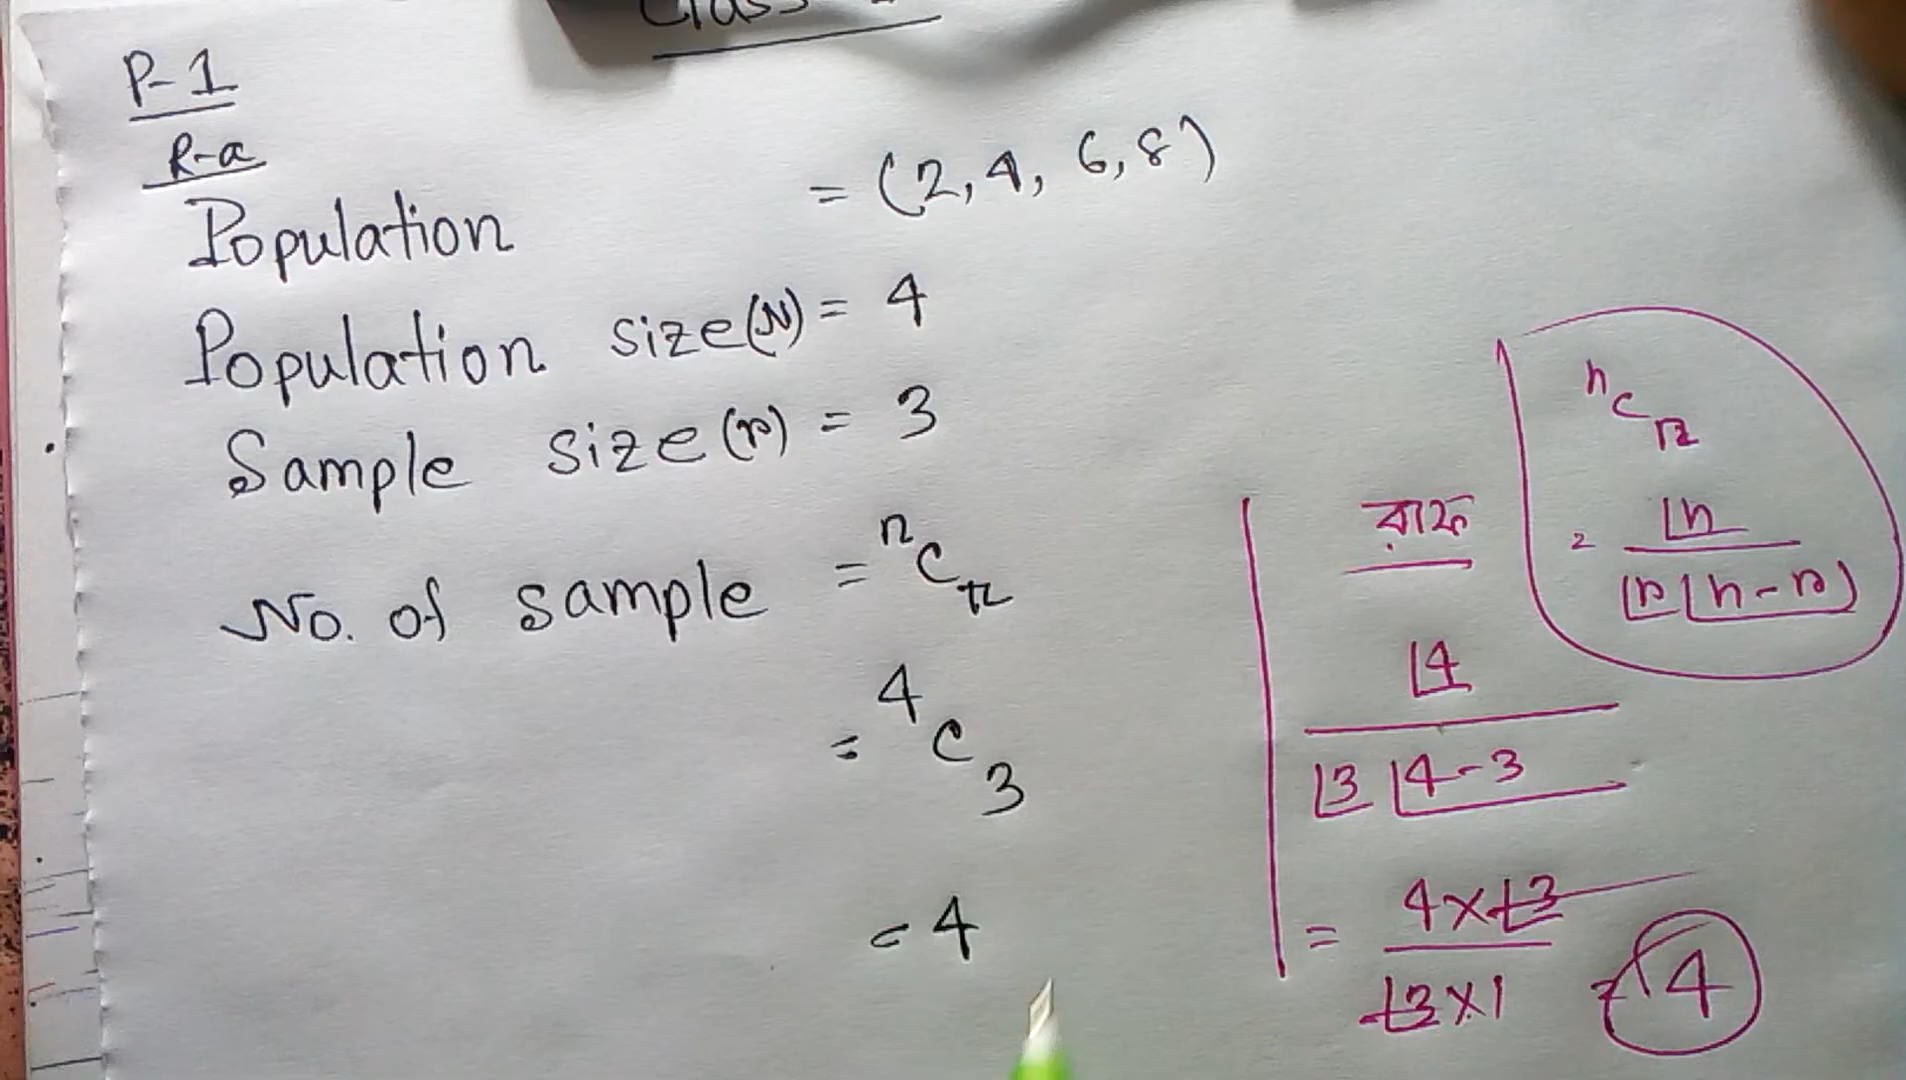 Class
P-1
R-a
Population = (2, 4, 6, 8)
Population size(N) = 4
Sample size(n) = 3
No. of sample = ⁿCᵣ
= ⁴C₃
= 4
ⁿCᵣ
= |n / |r |n-r
রাফ
|4 / |3 |4-3
= 4×|3 / |3×1 = 4